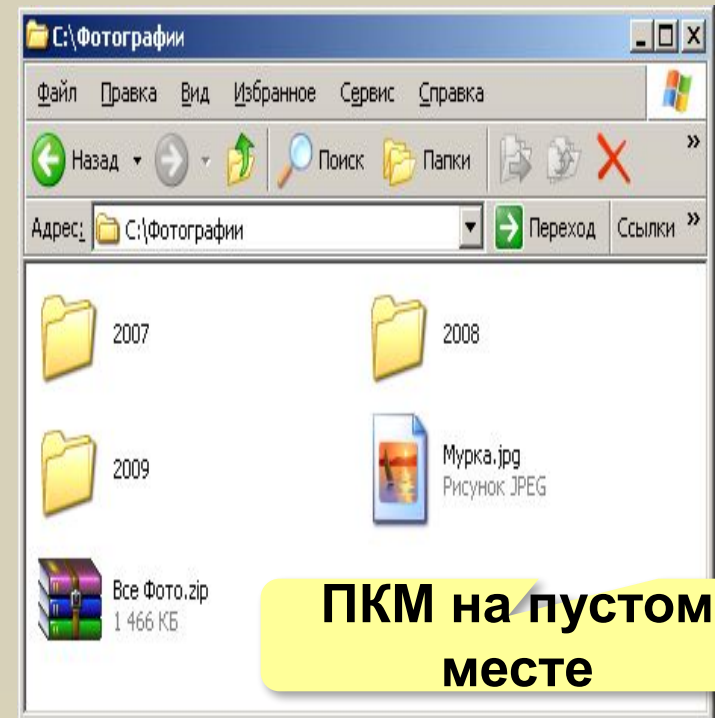 C:\Фотографии
Файл Правка Вид Избранное Сервис Справка
Назад Поиск Папки »
Адрес: C:\Фотографии Переход Ссылки »
2007 2008
2009 Мурка.jpg
Рисунок JPEG
Все Фото.zip
1 466 КБ
ПКМ на пустом
месте